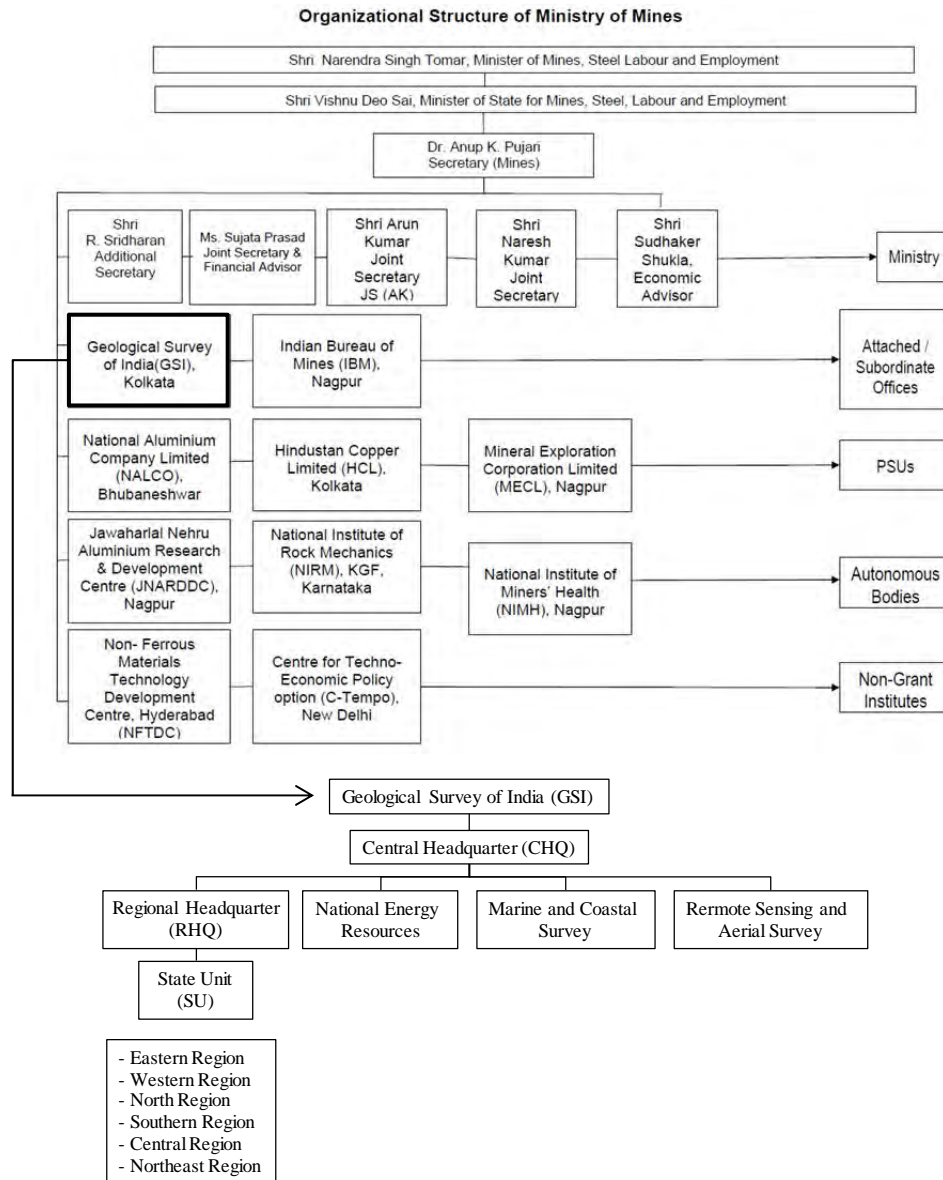 Organizational Structure of Ministry of Mines
Shri Narendra Singh Tomar, Minister of Mines, Steel Labour and Employment
Shri Vishnu Deo Sai, Minister of State for Mines, Steel, Labour and Employment
Dr. Anup K. Pujari
Secretary (Mines)
Shri
R. Sridharan
Additional
Secretary
Ms. Sujata Prasad
Joint Secretary &
Financial Advisor
Shri Arun
Kumar
Joint
Secretary
JS (AK)
Shri
Naresh
Kumar
Joint
Secretary
Shri
Sudhaker
Shukla,
Economic
Advisor
Ministry
Geological Survey
of India(GSI),
Kolkata
Indian Bureau of
Mines (IBM),
Nagpur
Attached /
Subordinate
Offices
National Aluminium
Company Limited
(NALCO),
Bhubaneshwar
Hindustan Copper
Limited (HCL),
Kolkata
Mineral Exploration
Corporation Limited
(MECL), Nagpur
PSUs
Jawaharlal Nehru
Aluminium Research
& Development
Centre (JNARDDC),
Nagpur
National Institute of
Rock Mechanics
(NIRM), KGF,
Karnataka
National Institute of
Miners' Health
(NIMH), Nagpur
Autonomous
Bodies
Non- Ferrous
Materials
Technology
Development
Centre, Hyderabad
(NFTDC)
Centre for Techno-
Economic Policy
option (C-Tempo),
New Delhi
Non-Grant
Institutes
Geological Survey of India (GSI)
Central Headquarter (CHQ)
Regional Headquarter
(RHQ)
National Energy
Resources
Marine and Coastal
Survey
Rermote Sensing and
Aerial Survey
State Unit
(SU)
- Eastern Region
- Western Region
- North Region
- Southern Region
- Central Region
- Northeast Region